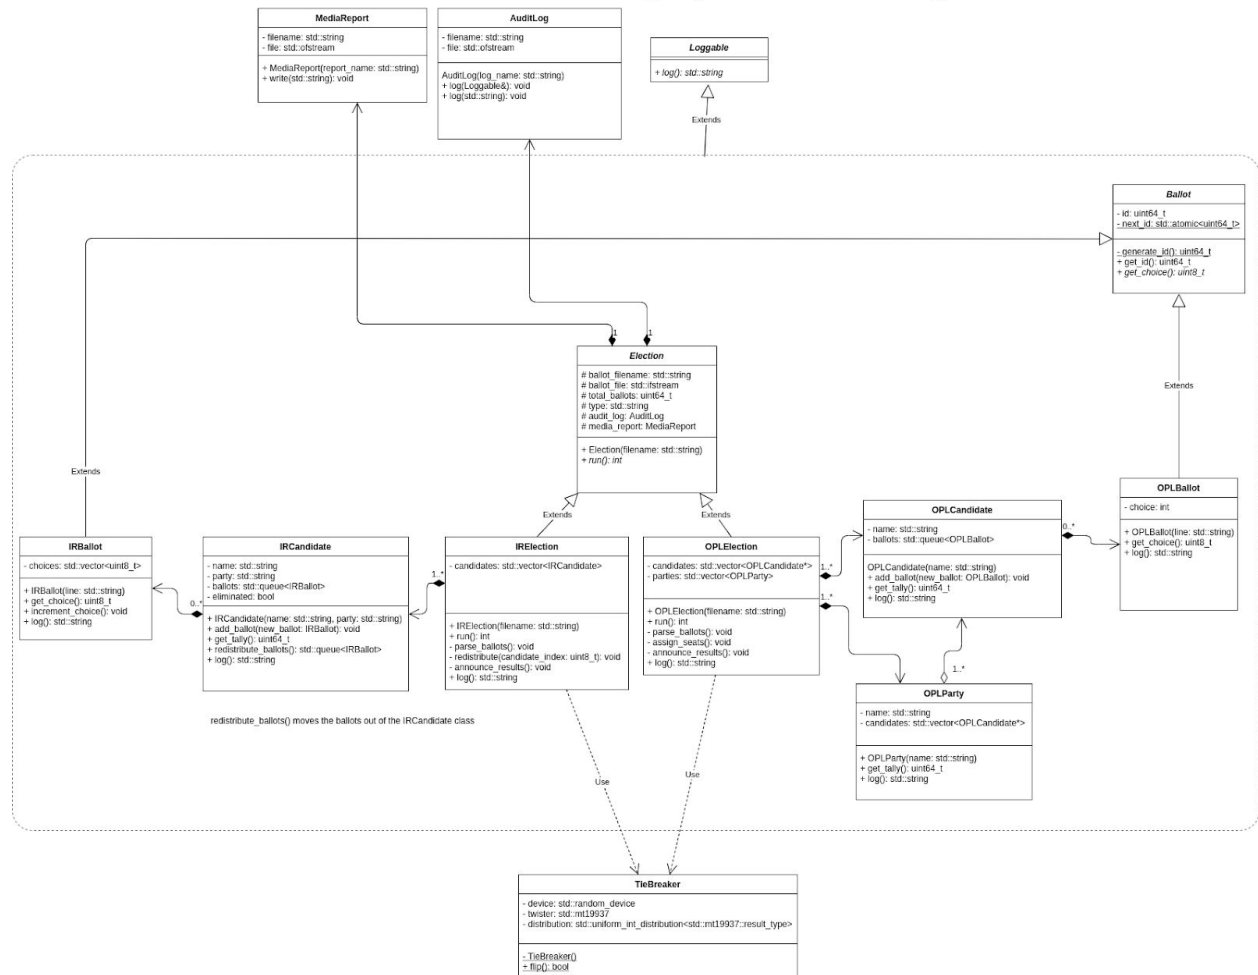 MediaReport
- filename: std::string
- file: std::ofstream
+ MediaReport(report_name: std::string)
+ write(std::string): void
AuditLog
- filename: std::string
- file: std::ofstream
AuditLog(log_name: std::string)
+ log(Loggable&): void
+ log(std::string): void
Loggable
+ log(): std::string
Extends
Ballot
- id: uint64_t
- next_id: std::atomic<uint64_t>
- generate_id(): uint64_t
+ get_id(): uint64_t
+ get_choice(): uint8_t
1
1
Election
# ballot_filename: std::string
# ballot_file: std::ifstream
# total_ballots: uint64_t
# type: std::string
# audit_log: AuditLog
# media_report: MediaReport
+ Election(filename: std::string)
+ run(): int
Extends
Extends
Extends
Extends
IRBallot
- choices: std::vector<uint8_t>
+ IRBallot(line: std::string)
+ get_choice(): uint8_t
+ increment_choice(): void
+ log(): std::string
0..*
IRCandidate
- name: std::string
- party: std::string
- ballots: std::queue<IRBallot>
- eliminated: bool
+ IRCandidate(name: std::string, party: std::string)
+ add_ballot(new_ballot: IRBallot): void
+ get_tally(): uint64_t
+ redistribute_ballots(): std::queue<IRBallot>
+ log(): std::string
1..*
IRElection
- candidates: std::vector<IRCandidate>
+ IRElection(filename: std::string)
+ run(): int
- parse_ballots(): void
- redistribute(candidate_index: uint8_t): void
- announce_results(): void
+ log(): std::string
OPLElection
- candidates: std::vector<OPLCandidate*>
- parties: std::vector<OPLParty>
+ OPLElection(filename: std::string)
+ run(): int
- parse_ballots(): void
- assign_seats(): void
- announce_results(): void
+ log(): std::string
1..*
1..*
OPLCandidate
- name: std::string
- ballots: std::queue<OPLBallot>
OPLCandidate(name: std::string)
+ add_ballot(new_ballot: OPLBallot): void
+ get_tally(): uint64_t
+ log(): std::string
0..*
OPLBallot
- choice: int
+ OPLBallot(line: std::string)
+ get_choice(): uint8_t
+ log(): std::string
1..*
OPLParty
- name: std::string
- candidates: std::vector<OPLCandidate*>
+ OPLParty(name: std::string)
+ get_tally(): uint64_t
+ log(): std::string
redistribute_ballots() moves the ballots out of the IRCandidate class
Use
Use
TieBreaker
- device: std::random_device
- twister: std::mt19937
- distribution: std::uniform_int_distribution<std::mt19937::result_type>
- TieBreaker()
+ flip(): bool